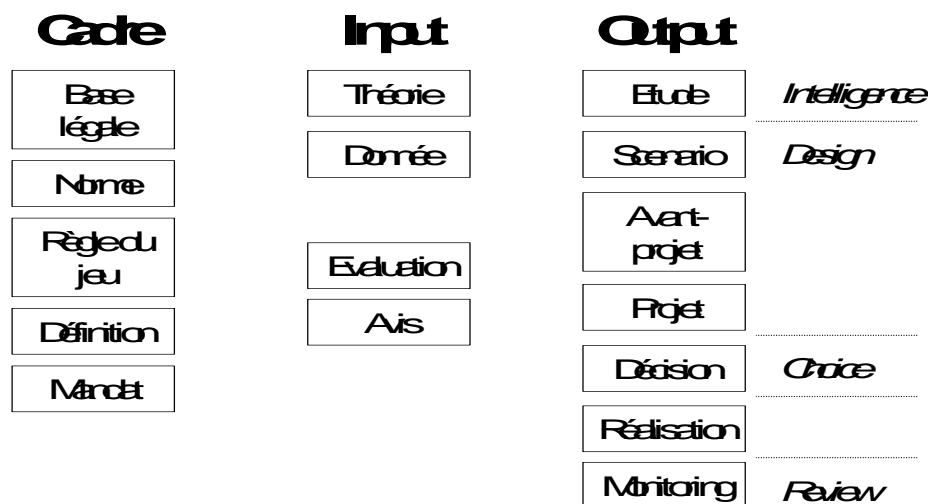 Cadre
Base
légale
Norme
Règle du
jeu
Définition
Mandat
Input
Théorie
Donnée
Evaluation
Avis
Output
Etude
Scenario
Avant-
projet
Projet
Décision
Réalisation
Monitoring
Intelligence
Design
Choice
Review